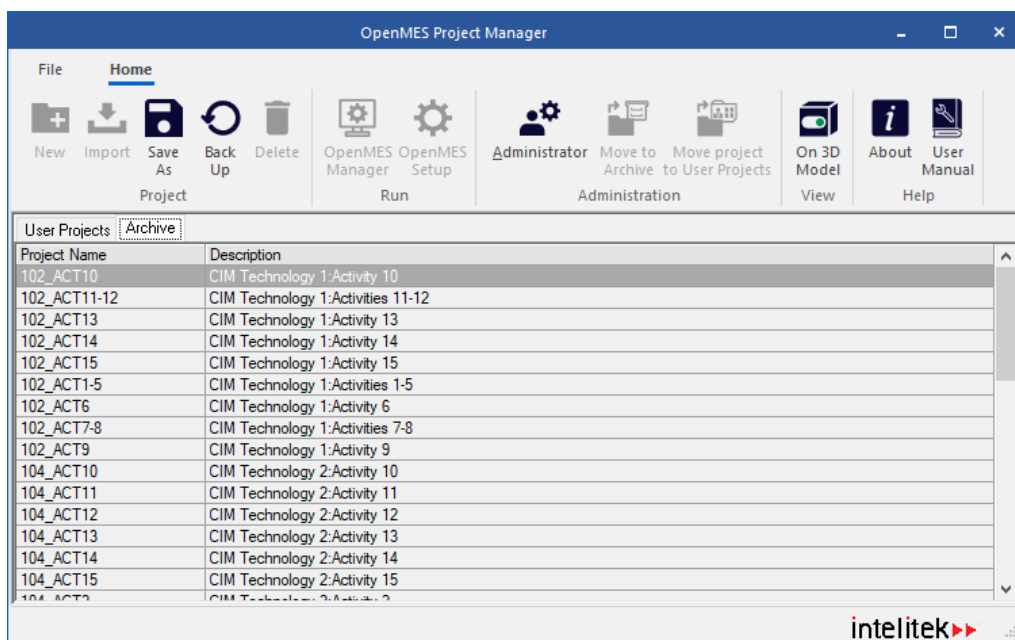 OpenMES Project Manager
File Home
New Import Save As Back Up Delete
OpenMES Manager OpenMES Setup
Administrator Move to Archive Move project to User Projects
On 3D Model
About User Manual
Project Run Administration View Help
User Projects Archive
Project Name Description
102_ACT10 CIM Technology 1:Activity 10
102_ACT11-12 CIM Technology 1:Activities 11-12
102_ACT13 CIM Technology 1:Activity 13
102_ACT14 CIM Technology 1:Activity 14
102_ACT15 CIM Technology 1:Activity 15
102_ACT1-5 CIM Technology 1:Activities 1-5
102_ACT6 CIM Technology 1:Activity 6
102_ACT7-8 CIM Technology 1:Activities 7-8
102_ACT9 CIM Technology 1:Activity 9
104_ACT10 CIM Technology 2:Activity 10
104_ACT11 CIM Technology 2:Activity 11
104_ACT12 CIM Technology 2:Activity 12
104_ACT13 CIM Technology 2:Activity 13
104_ACT14 CIM Technology 2:Activity 14
104_ACT15 CIM Technology 2:Activity 15
intelitek